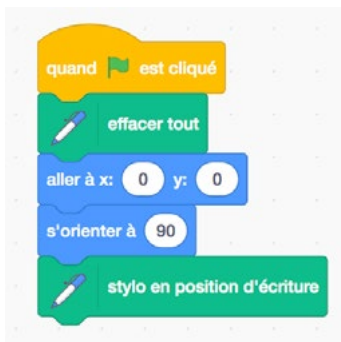 quand est cliqué
effacer tout
aller à x: 0 y: 0
s'orienter à 90
stylo en position d'écriture